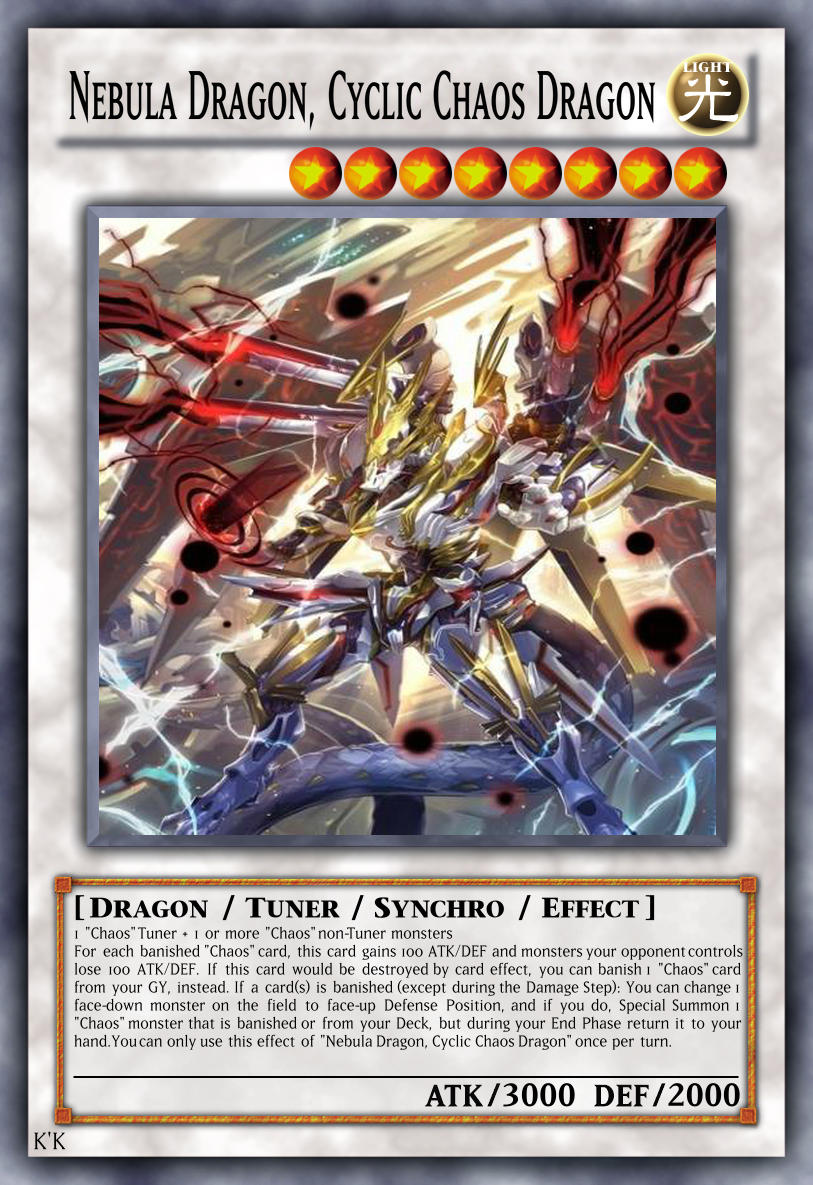 Nebula Dragon, Cyclic Chaos Dragon
LIGHT
光
[ Dragon / Tuner / Synchro / Effect ]
1 "Chaos" Tuner + 1 or more "Chaos" non-Tuner monsters
For each banished "Chaos" card, this card gains 100 ATK/DEF and monsters your opponent controls
lose 100 ATK/DEF. If this card would be destroyed by card effect, you can banish 1 "Chaos" card
from your GY, instead. If a card(s) is banished (except during the Damage Step): You can change 1
face-down monster on the field to face-up Defense Position, and if you do, Special Summon 1
"Chaos" monster that is banished or from your Deck, but during your End Phase return it to your
hand.You can only use this effect of "Nebula Dragon, Cyclic Chaos Dragon" once per turn.
ATK/3000 DEF/2000
K'K